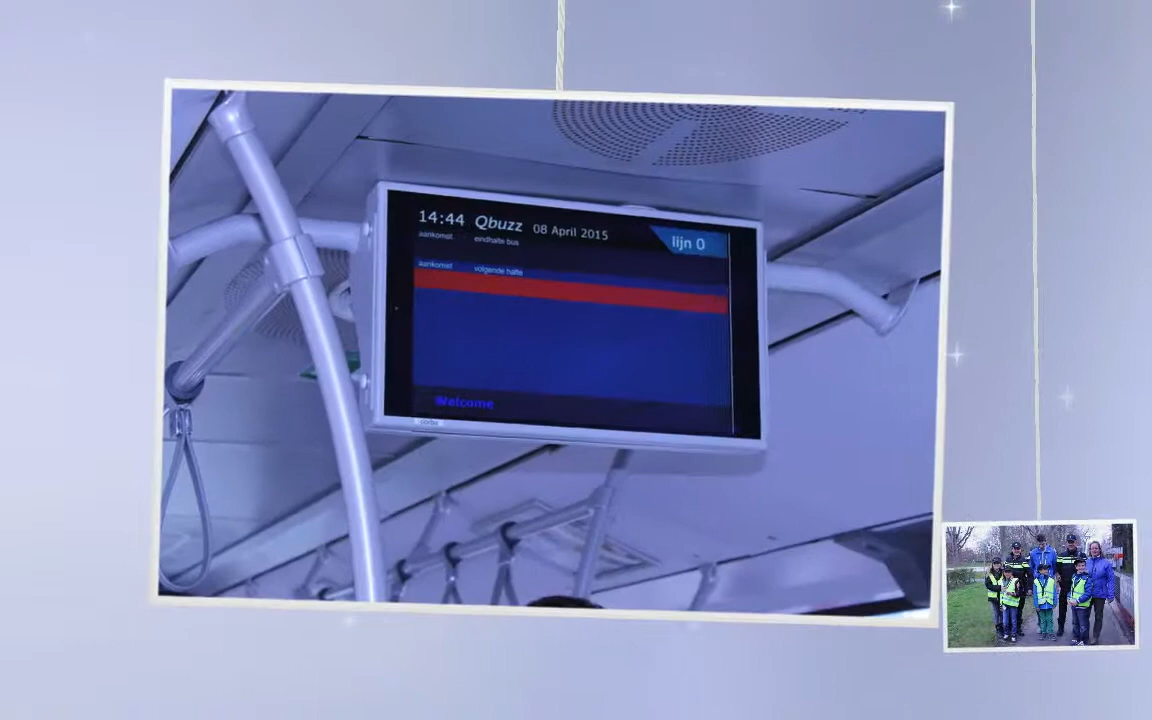 14:44 Qbuzz 08 April 2015 lijn 0
aankomst eindhalte bus
aankomst volgende halte
Welcome